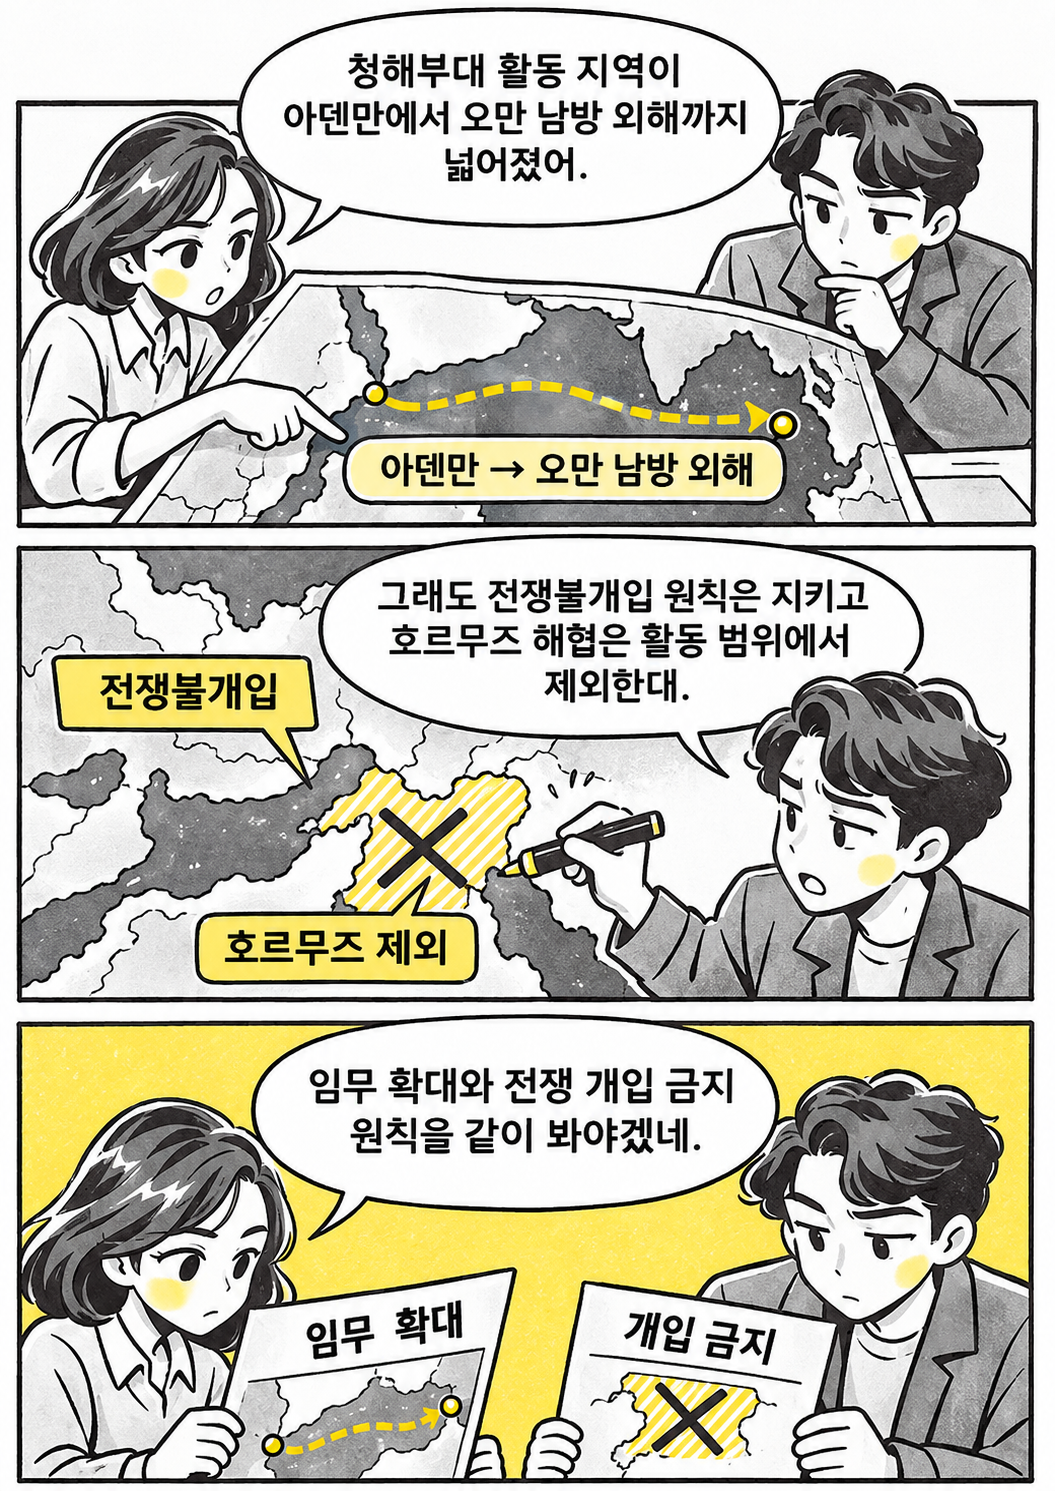 청해부대 활동 지역이
아덴만에서 오만 남방 외해까지
넓어졌어.
아덴만 → 오만 남방 외해
그래도 전쟁불개입 원칙은 지키고
호르무즈 해협은 활동 범위에서
제외한대.
전쟁불개입
호르무즈 제외
임무 확대와 전쟁 개입 금지
원칙을 같이 봐야겠네.
임무 확대
개입 금지